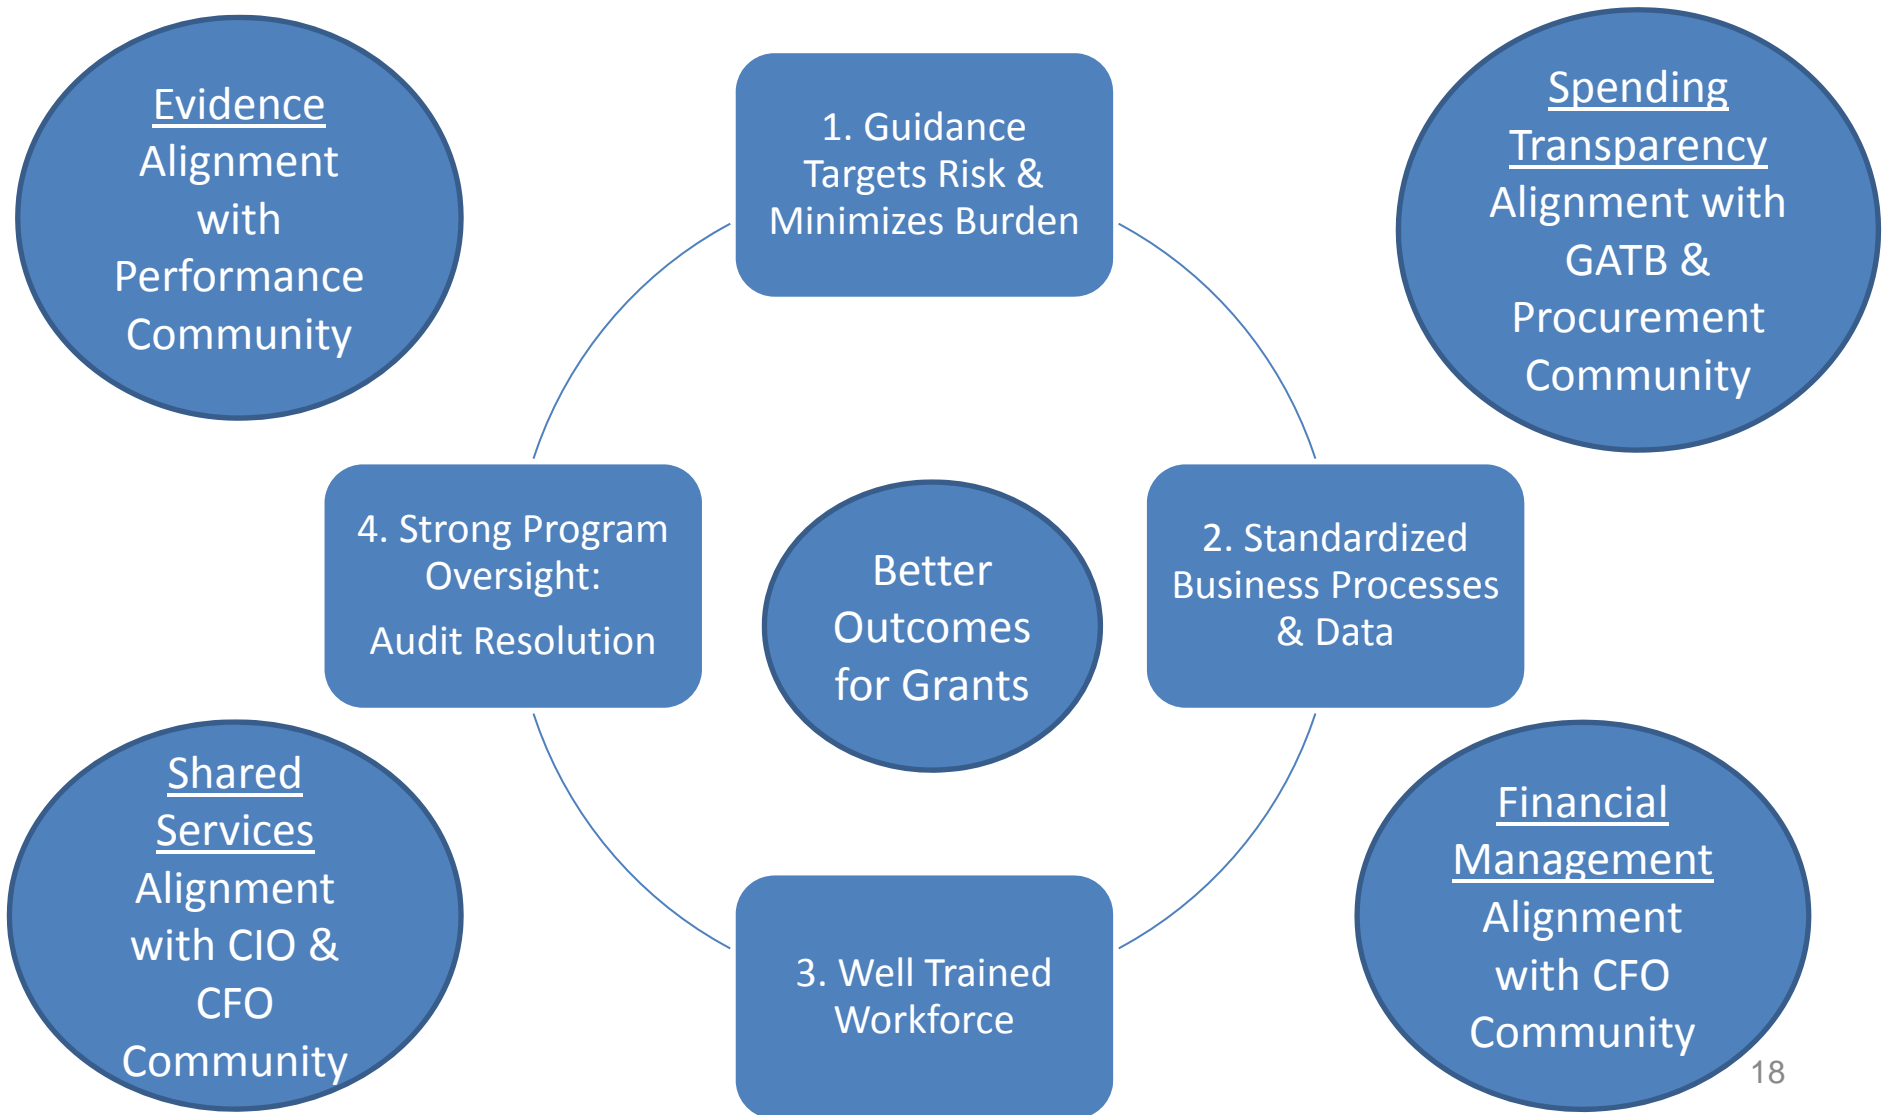 Evidence
Alignment
with
Performance
Community
1. Guidance
Targets Risk &
Minimizes Burden
Spending
Transparency
Alignment with
GATB &
Procurement
Community
4. Strong Program
Oversight:
Audit Resolution
Better
Outcomes
for Grants
2. Standardized
Business Processes
& Data
Shared
Services
Alignment
with CIO &
CFO
Community
3. Well Trained
Workforce
Financial
Management
Alignment
with CFO
Community
18